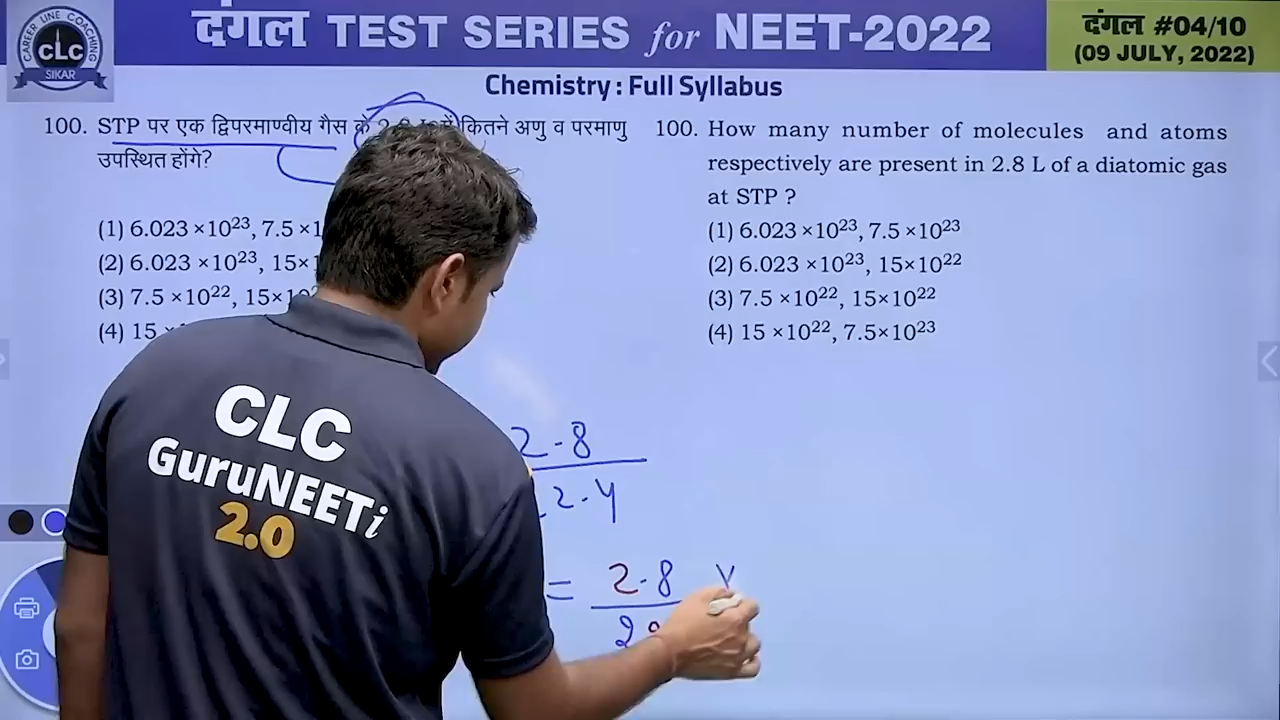 CAREER LINE COACHING
CLC
SIKAR
दंगल TEST SERIES for NEET-2022
दंगल #04/10
(09 JULY, 2022)
Chemistry : Full Syllabus
100. STP पर एक द्विपरमाण्वीय गैस के 2.8 में कितने अणु व परमाणु
उपस्थित होंगे?
(1) 6.023 ×10²³, 7.5 ×1
(2) 6.023 ×10²³, 15×1
(3) 7.5 ×10²², 15×10
(4) 15 ×
100. How many number of molecules and atoms
respectively are present in 2.8 L of a diatomic gas
at STP ?
(1) 6.023 ×10²³, 7.5×10²³
(2) 6.023 ×10²³, 15×10²²
(3) 7.5 ×10²², 15×10²²
(4) 15 ×10²², 7.5×10²³
2.8
2.4
= 2.8
2
CLC
GuruNEETi
2.0